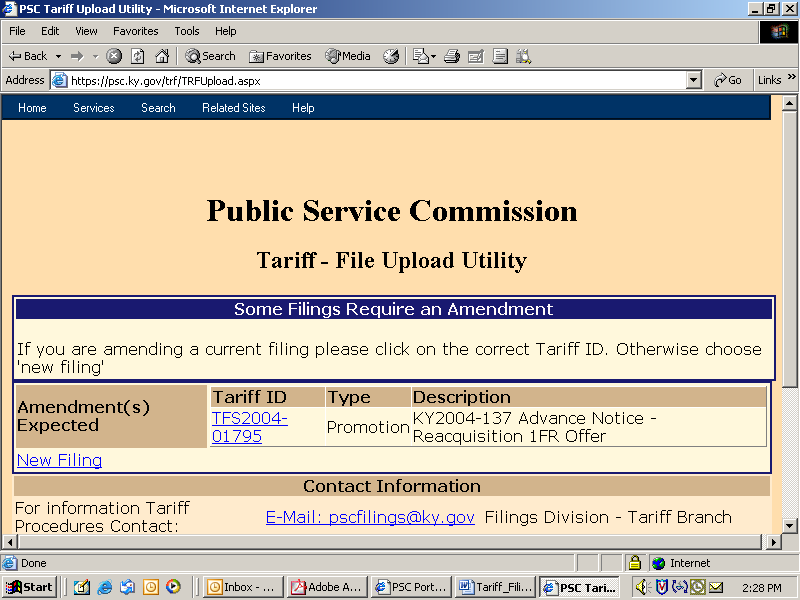 PSC Tariff Upload Utility - Microsoft Internet Explorer
File Edit View Favorites Tools Help
Back Search Favorites Media
Address https://psc.ky.gov/trf/TRFUpload.aspx Go Links »
Home Services Search Related Sites Help
Public Service Commission
Tariff - File Upload Utility
Some Filings Require an Amendment
If you are amending a current filing please click on the correct Tariff ID. Otherwise choose
'new filing'
Amendment(s)
Expected
Tariff ID Type Description
TFS2004-
01795
Promotion
KY2004-137 Advance Notice -
Reacquisition 1FR Offer
New Filing
Contact Information
For information Tariff
Procedures Contact:
E-Mail: pscfilings@ky.gov Filings Division - Tariff Branch
Done Internet
Start Inbox - ... Adobe A... PSC Port... Tariff_Fili... PSC Tari... 2:28 PM